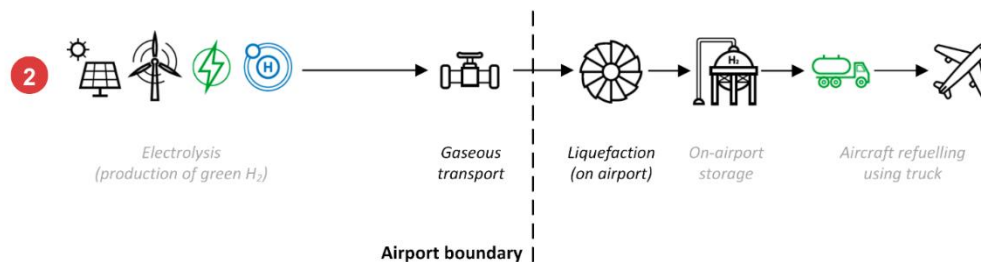 2
H
H₂
Electrolysis
(production of green H₂)
Gaseous
transport
Liquefaction
(on airport)
On-airport
storage
Aircraft refuelling
using truck
Airport boundary